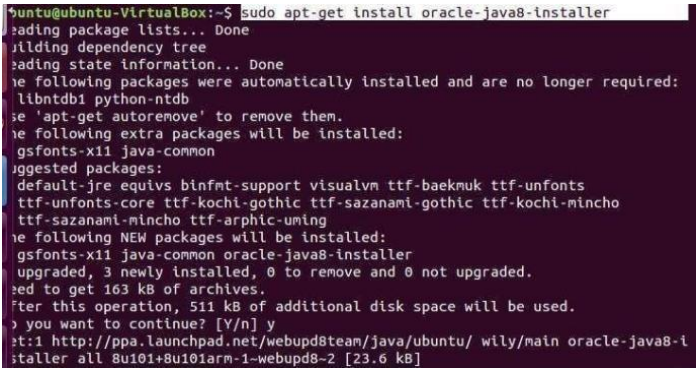 ountu@ubuntu-VirtualBox:~$ sudo apt-get install oracle-java8-installer
eading package lists... Done
uilding dependency tree
eading state information... Done
he following packages were automatically installed and are no longer required:
libntdb1 python-ntdb
se 'apt-get autoremove' to remove them.
he following extra packages will be installed:
gsfonts-x11 java-common
uggested packages:
default-jre equivs binfmt-support visualvm ttf-baekmuk ttf-unfonts
ttf-unfonts-core ttf-kochi-gothic ttf-sazanami-gothic ttf-kochi-mincho
ttf-sazanami-mincho ttf-arphic-uming
he following NEW packages will be installed:
gsfonts-x11 java-common oracle-java8-installer
upgraded, 3 newly installed, 0 to remove and 0 not upgraded.
eed to get 163 kB of archives.
fter this operation, 511 kB of additional disk space will be used.
o you want to continue? [Y/n] y
et:1 http://ppa.launchpad.net/webupd8team/java/ubuntu/ wily/main oracle-java8-i
staller all 8u101+8u101arm-1~webupd8~2 [23.6 kB]